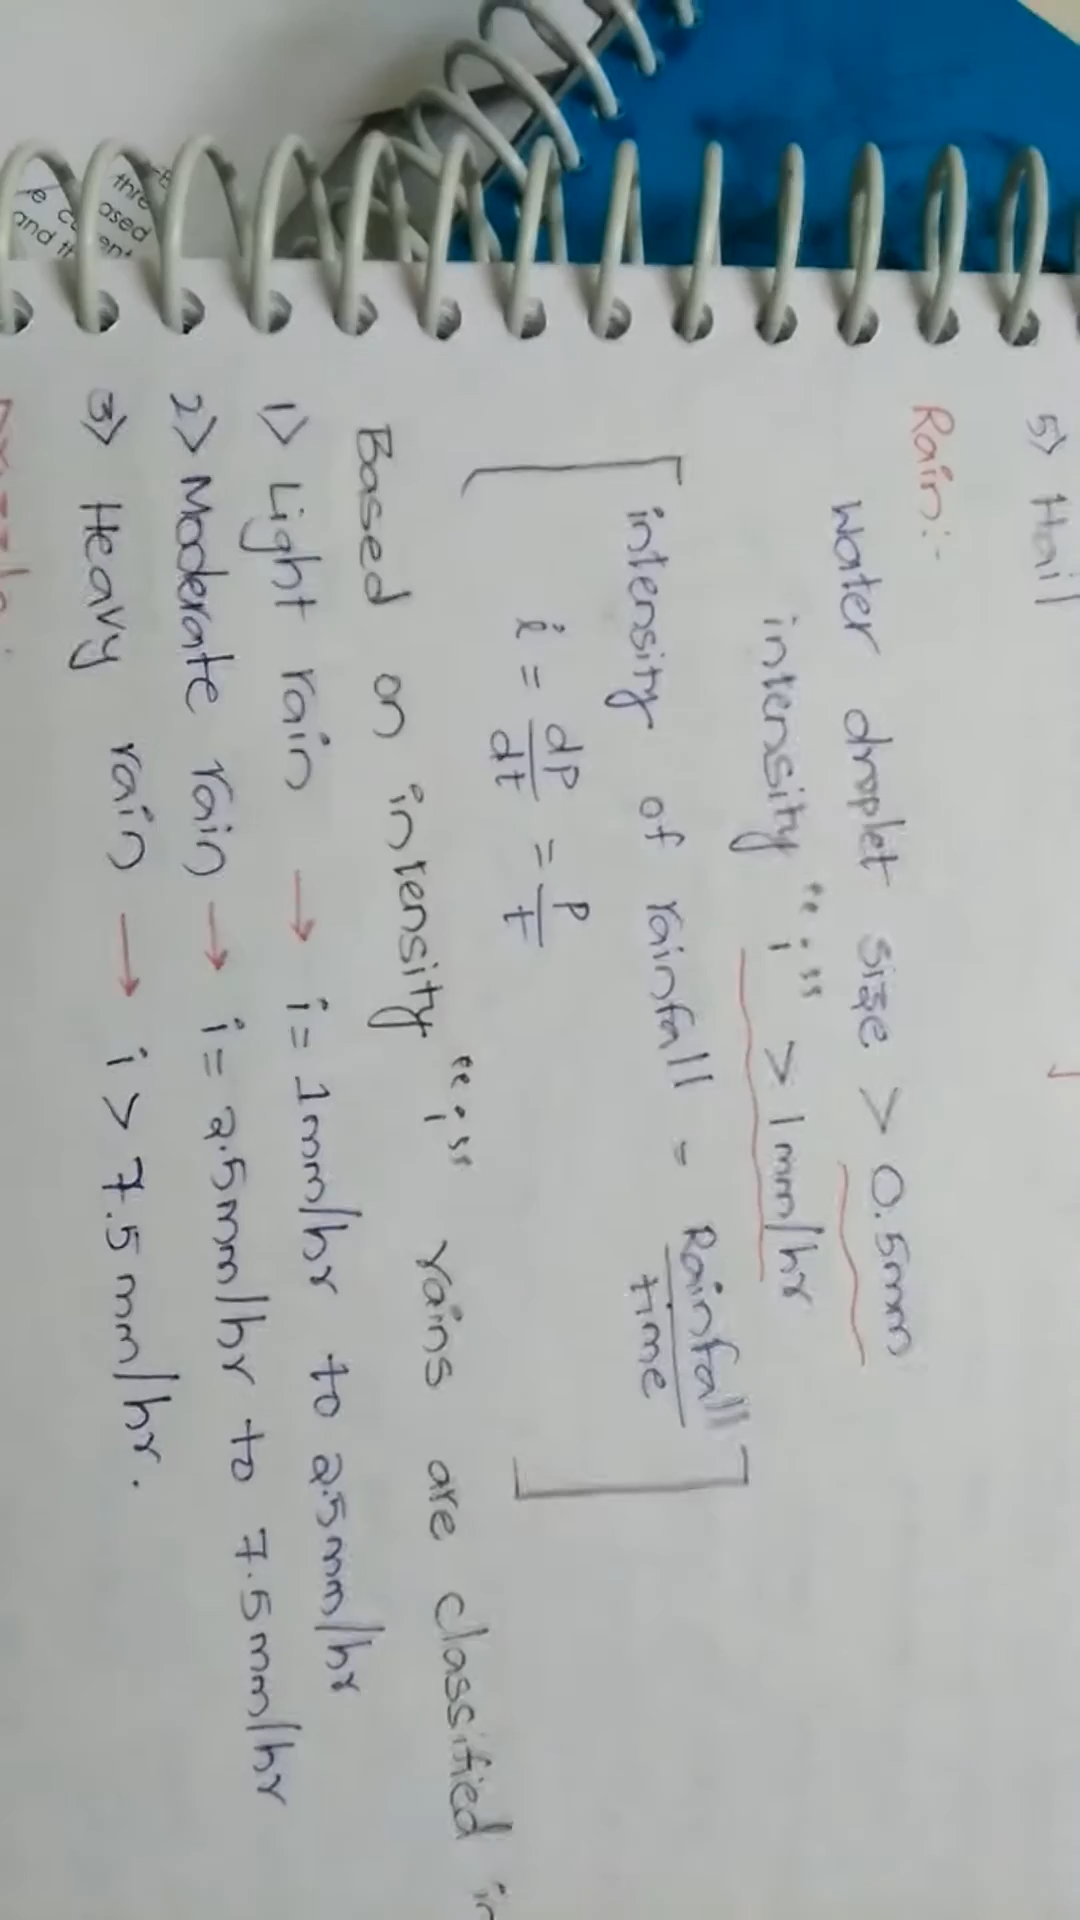 5) Hail
Rain:-
water droplet size > 0.5mm
intensity "i" > 1mm/hr
[intensity of rainfall = Rainfall / time
i = dP/dt = P/t]
Based on intensity "i" rains are classified in
1) Light rain → i = 1mm/hr to 2.5mm/hr
2) Moderate rain → i = 2.5mm/hr to 7.5mm/hr
3) Heavy rain → i > 7.5mm/hr.